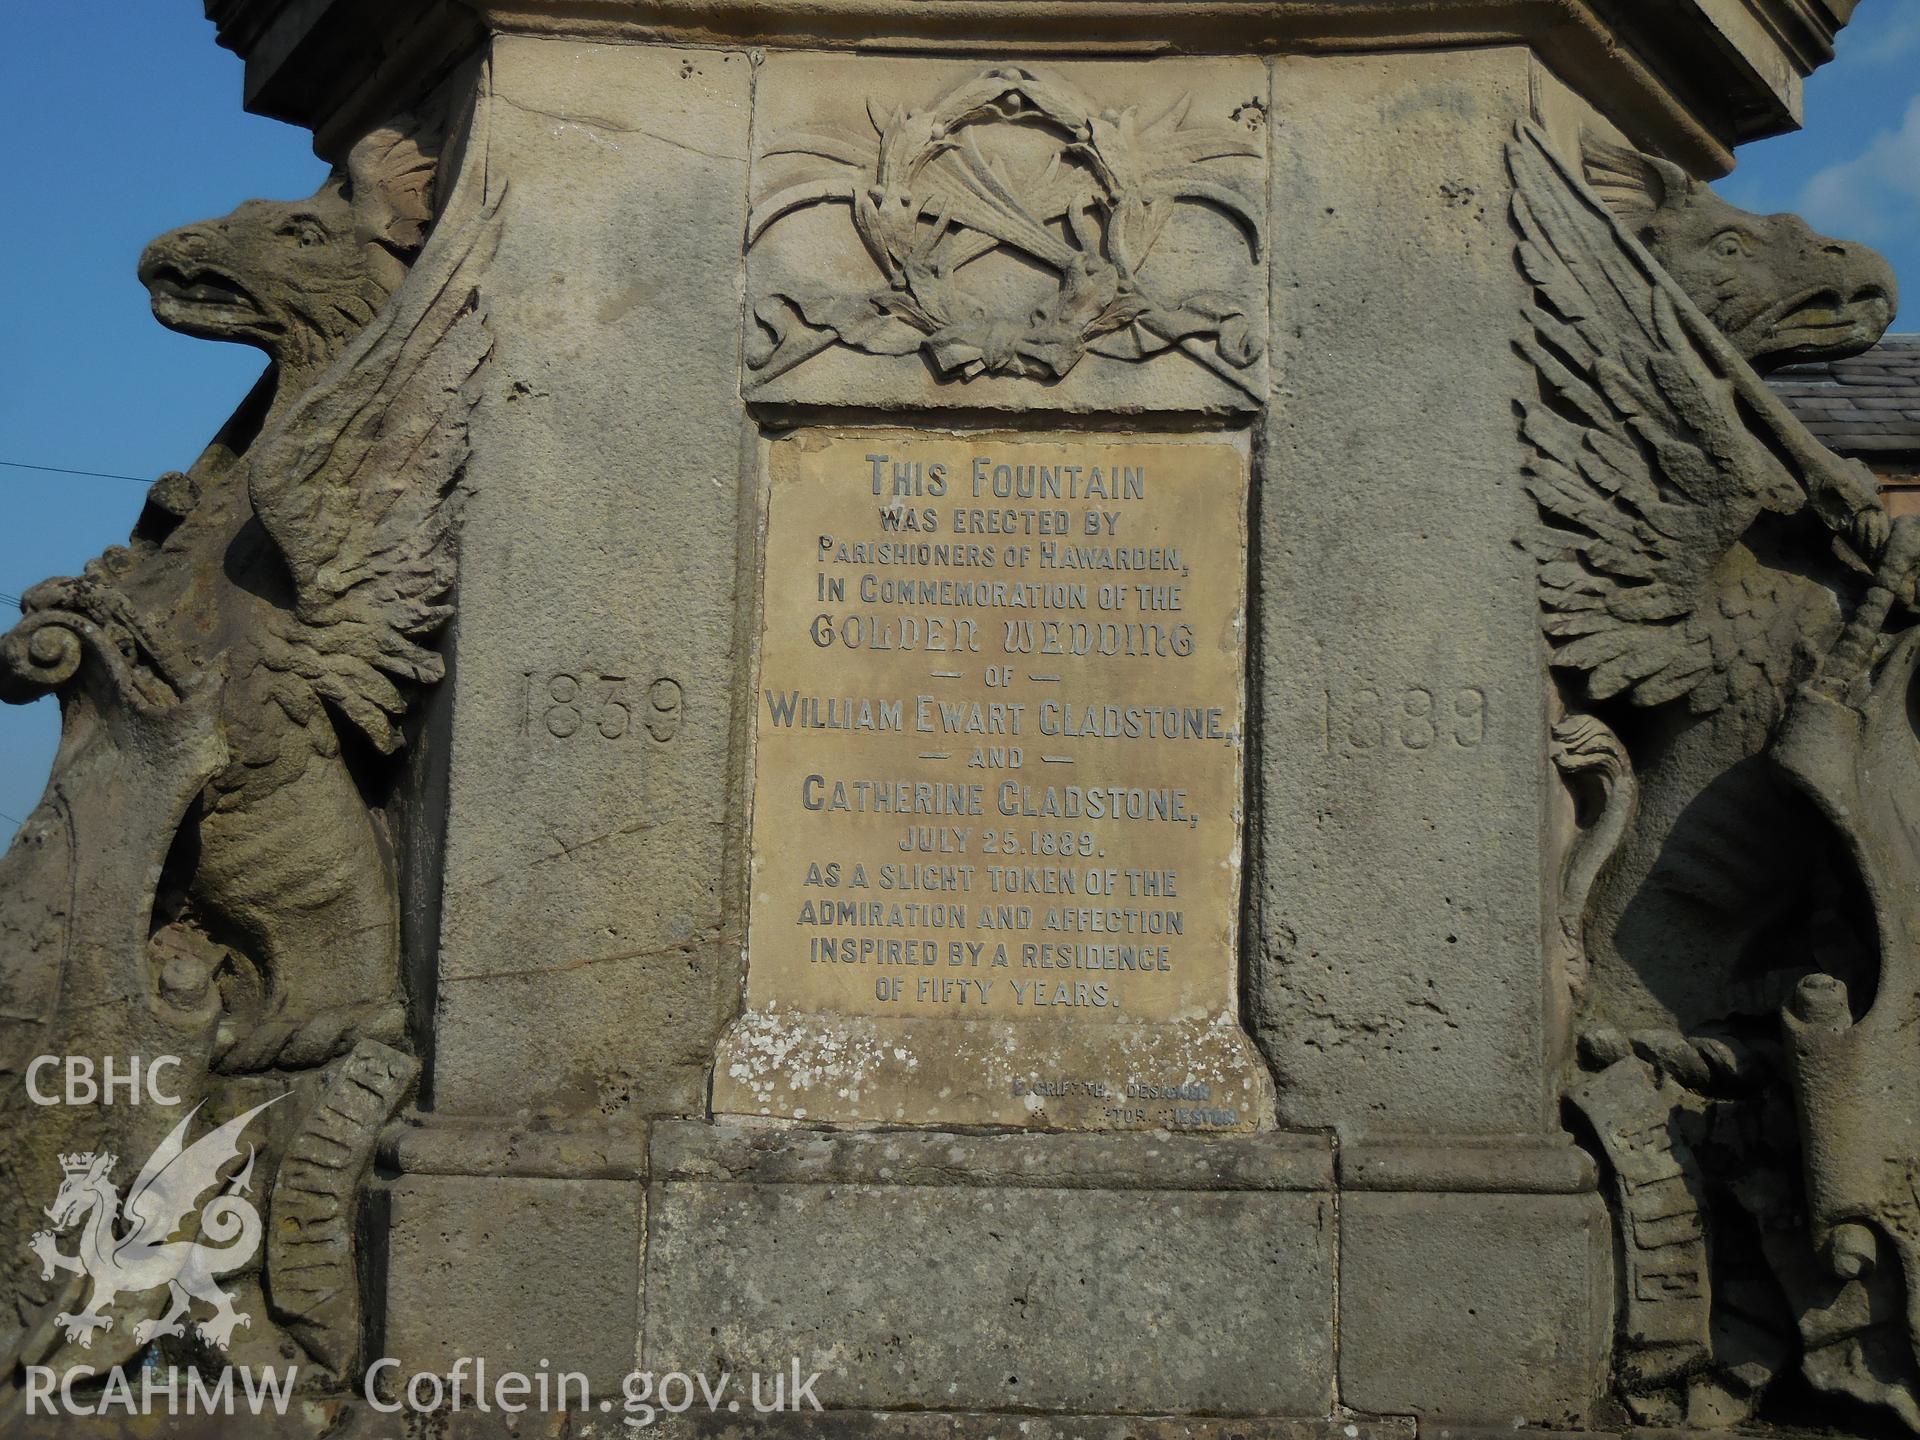 1839
1889
THIS FOUNTAIN
WAS ERECTED BY
PARISHIONERS OF HAWARDEN,
IN COMMEMORATION OF THE
GOLDEN WEDDING
— OF —
WILLIAM EWART GLADSTONE,
— AND —
CATHERINE GLADSTONE,
JULY 25.1889.
AS A SLIGHT TOKEN OF THE
ADMIRATION AND AFFECTION
INSPIRED BY A RESIDENCE
OF FIFTY YEARS.
DESIGNER
CBHC
RCAHMW Coflein.gov.uk